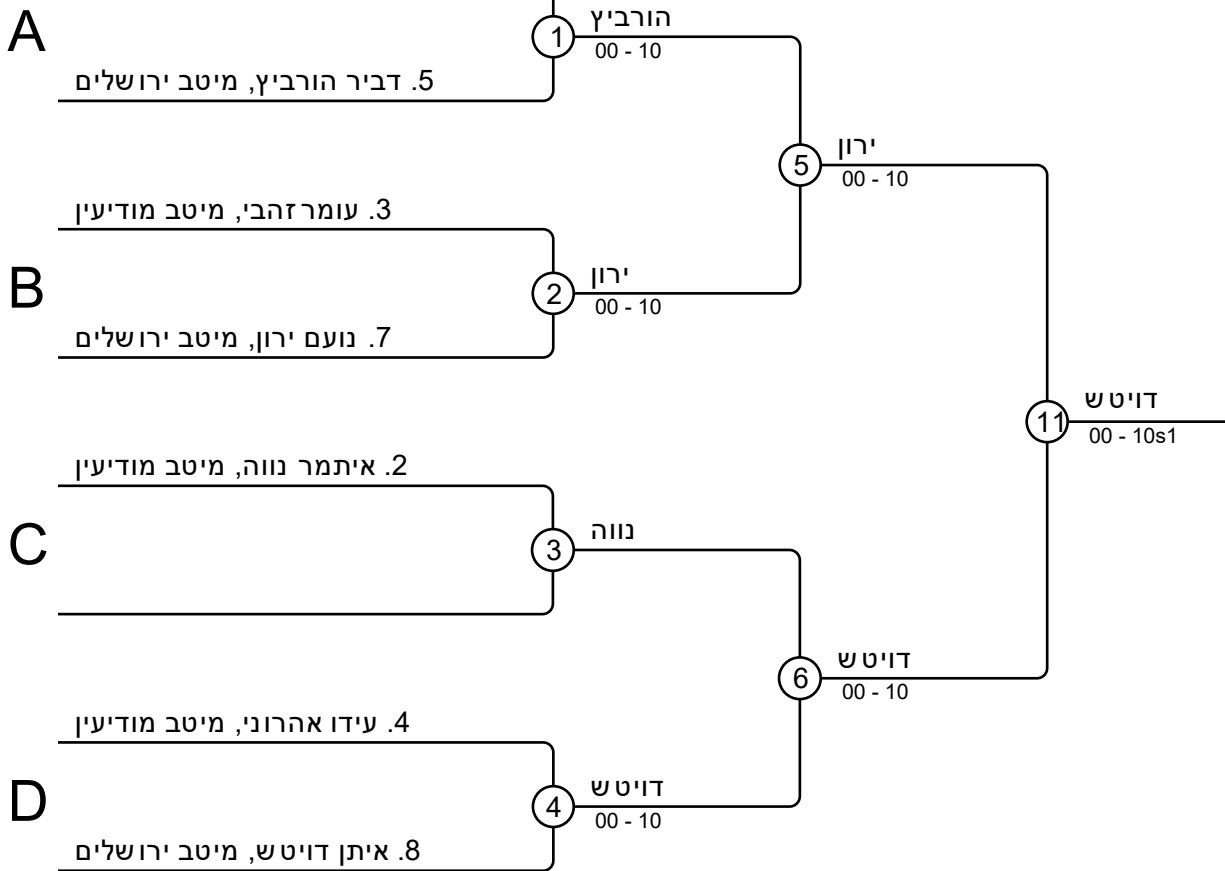 A
1
הורביץ
00 - 10
5. דביר הורביץ, מיטב ירושלים
5
ירון
00 - 10
3. עומר זהבי, מיטב מודיעין
B
2
ירון
00 - 10
7. נועם ירון, מיטב ירושלים
11
דויטש
00 - 10s1
2. איתמר נווה, מיטב מודיעין
C
3
נווה
6
דויטש
00 - 10
4. עידו אהרוני, מיטב מודיעין
D
4
דויטש
00 - 10
8. איתן דויטש, מיטב ירושלים